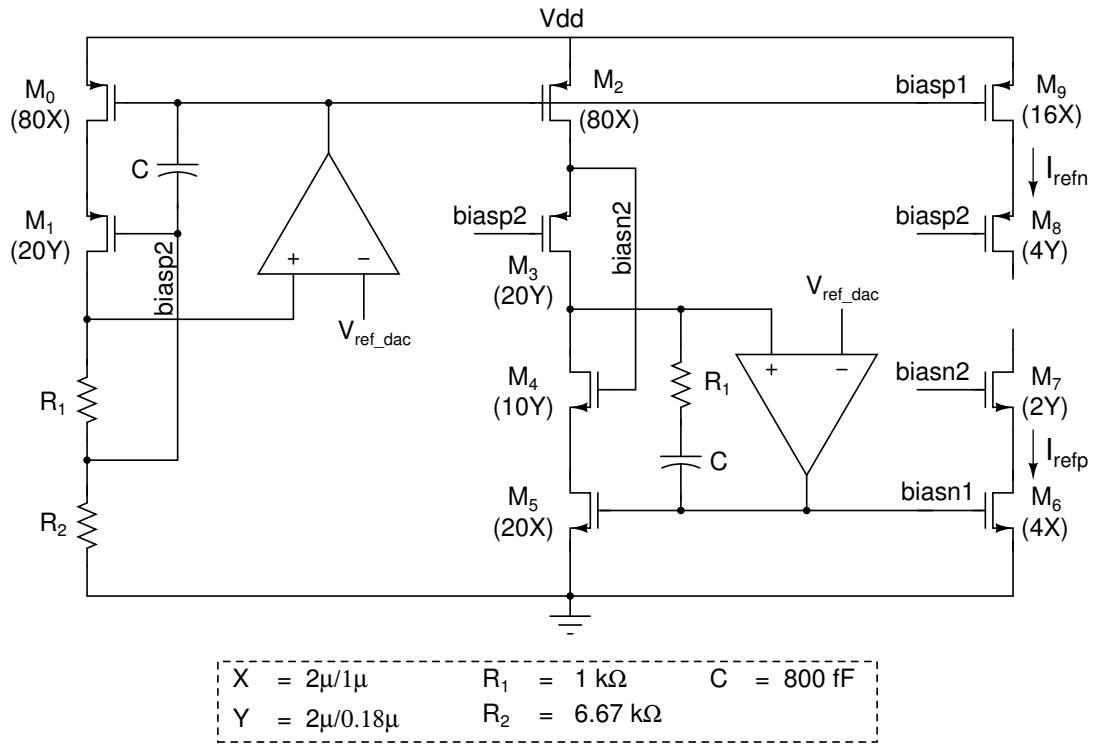 Vdd
M0
(80X)
M2
(80X)
biasp1
M9
(16X)
C
Irefn
M1
(20Y)
biasp2
biasp2
biasn2
biasp2
M8
(4Y)
+
−
M3
(20Y)
Vref_dac
Vref_dac
+
−
R1
M4
(10Y)
R1
biasn2
M7
(2Y)
C
Irefp
R2
M5
(20X)
biasn1
M6
(4X)
X = 2μ/1μ R1 = 1 kΩ C = 800 fF
Y = 2μ/0.18μ R2 = 6.67 kΩ